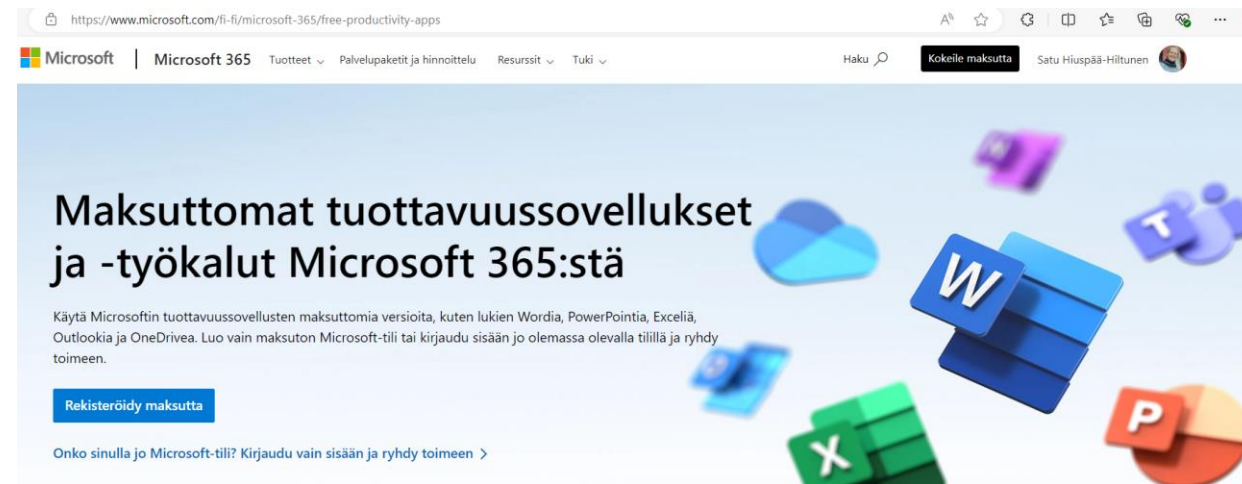 https://www.microsoft.com/fi-fi/microsoft-365/free-productivity-apps
Microsoft | Microsoft 365 Tuotteet Palvelupaketit ja hinnoittelu Resurssit Tuki Haku Kokeile maksutta Satu Hiuspää-Hiltunen
Maksuttomat tuottavuussovellukset
ja -työkalut Microsoft 365:stä
Käytä Microsoftin tuottavuussovellusten maksuttomia versioita, kuten lukien Wordia, PowerPointia, Exceliä,
Outlookia ja OneDrivea. Luo vain maksuton Microsoft-tili tai kirjaudu sisään jo olemassa olevalla tilillä ja ryhdy
toimeen.
Rekisteröidy maksutta
Onko sinulla jo Microsoft-tili? Kirjaudu vain sisään ja ryhdy toimeen >
N
T
W
X
P